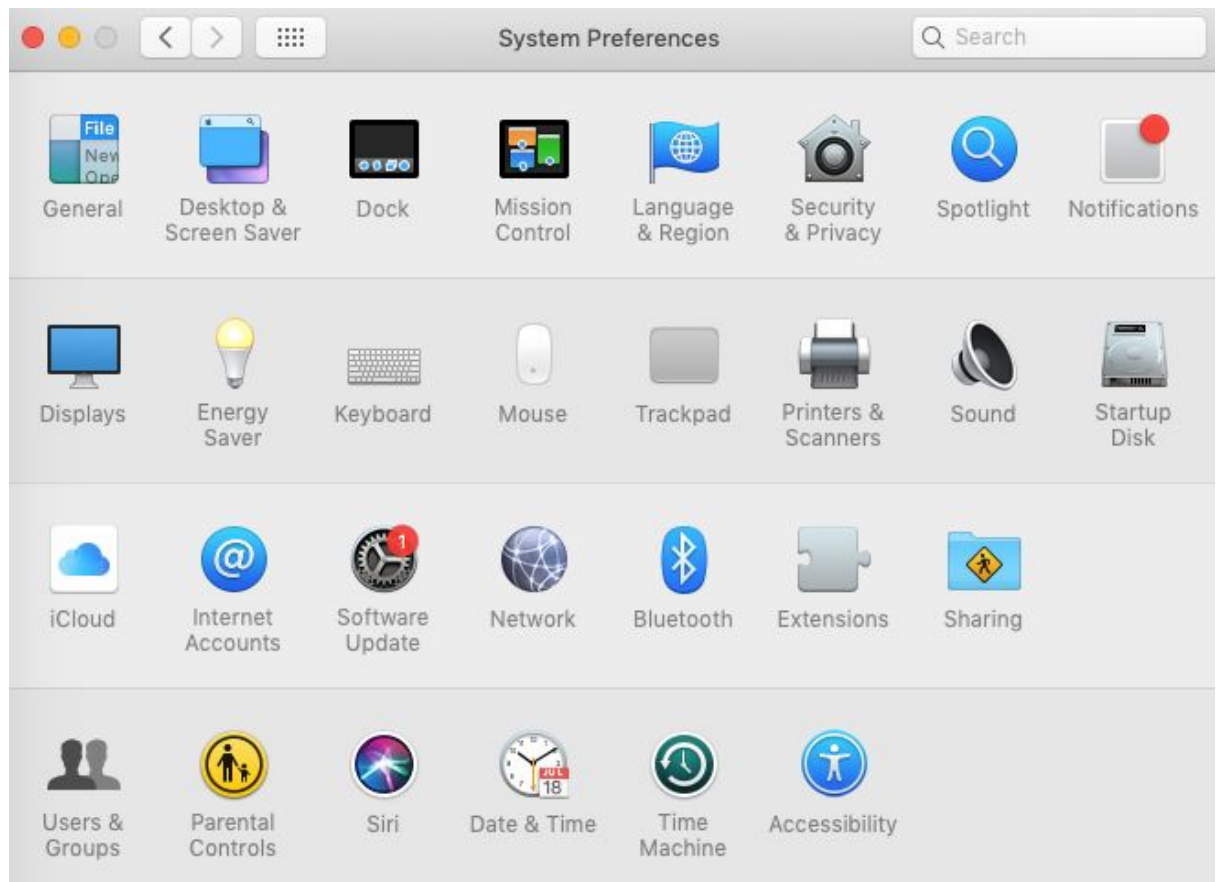 System Preferences
Search
File
New
Ope
General
Desktop &
Screen Saver
Dock
Mission
Control
Language
& Region
Security
& Privacy
Spotlight
Notifications
Displays
Energy
Saver
Keyboard
Mouse
Trackpad
Printers &
Scanners
Sound
Startup
Disk
iCloud
@
Internet
Accounts
1
Software
Update
Network
Bluetooth
Extensions
Sharing
Users &
Groups
Parental
Controls
Siri
JUL
18
Date & Time
Time
Machine
Accessibility